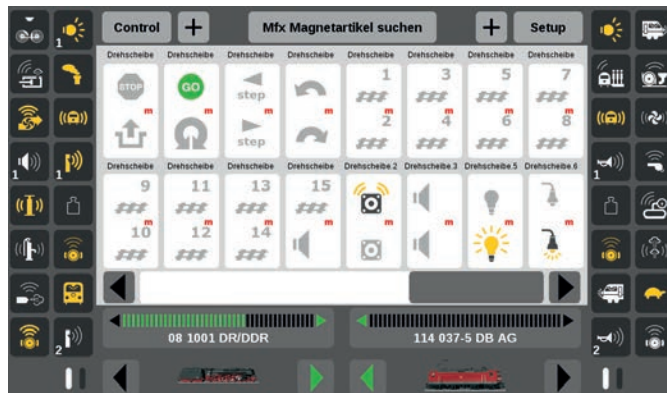 Control + Mfx Magnetartikel suchen + Setup
Drehscheibe Drehscheibe Drehscheibe Drehscheibe Drehscheibe Drehscheibe Drehscheibe Drehscheibe
STOP GO step 1 3 5 7
m m m m m m m m
step 2 4 6 8
Drehscheibe Drehscheibe Drehscheibe Drehscheibe Drehscheibe.2 Drehscheibe.3 Drehscheibe.5 Drehscheibe.6
9 11 13 15
m m m m m m m m
10 12 14
08 1001 DR/DDR 114 037-5 DB AG
1
1 1
2
1
2